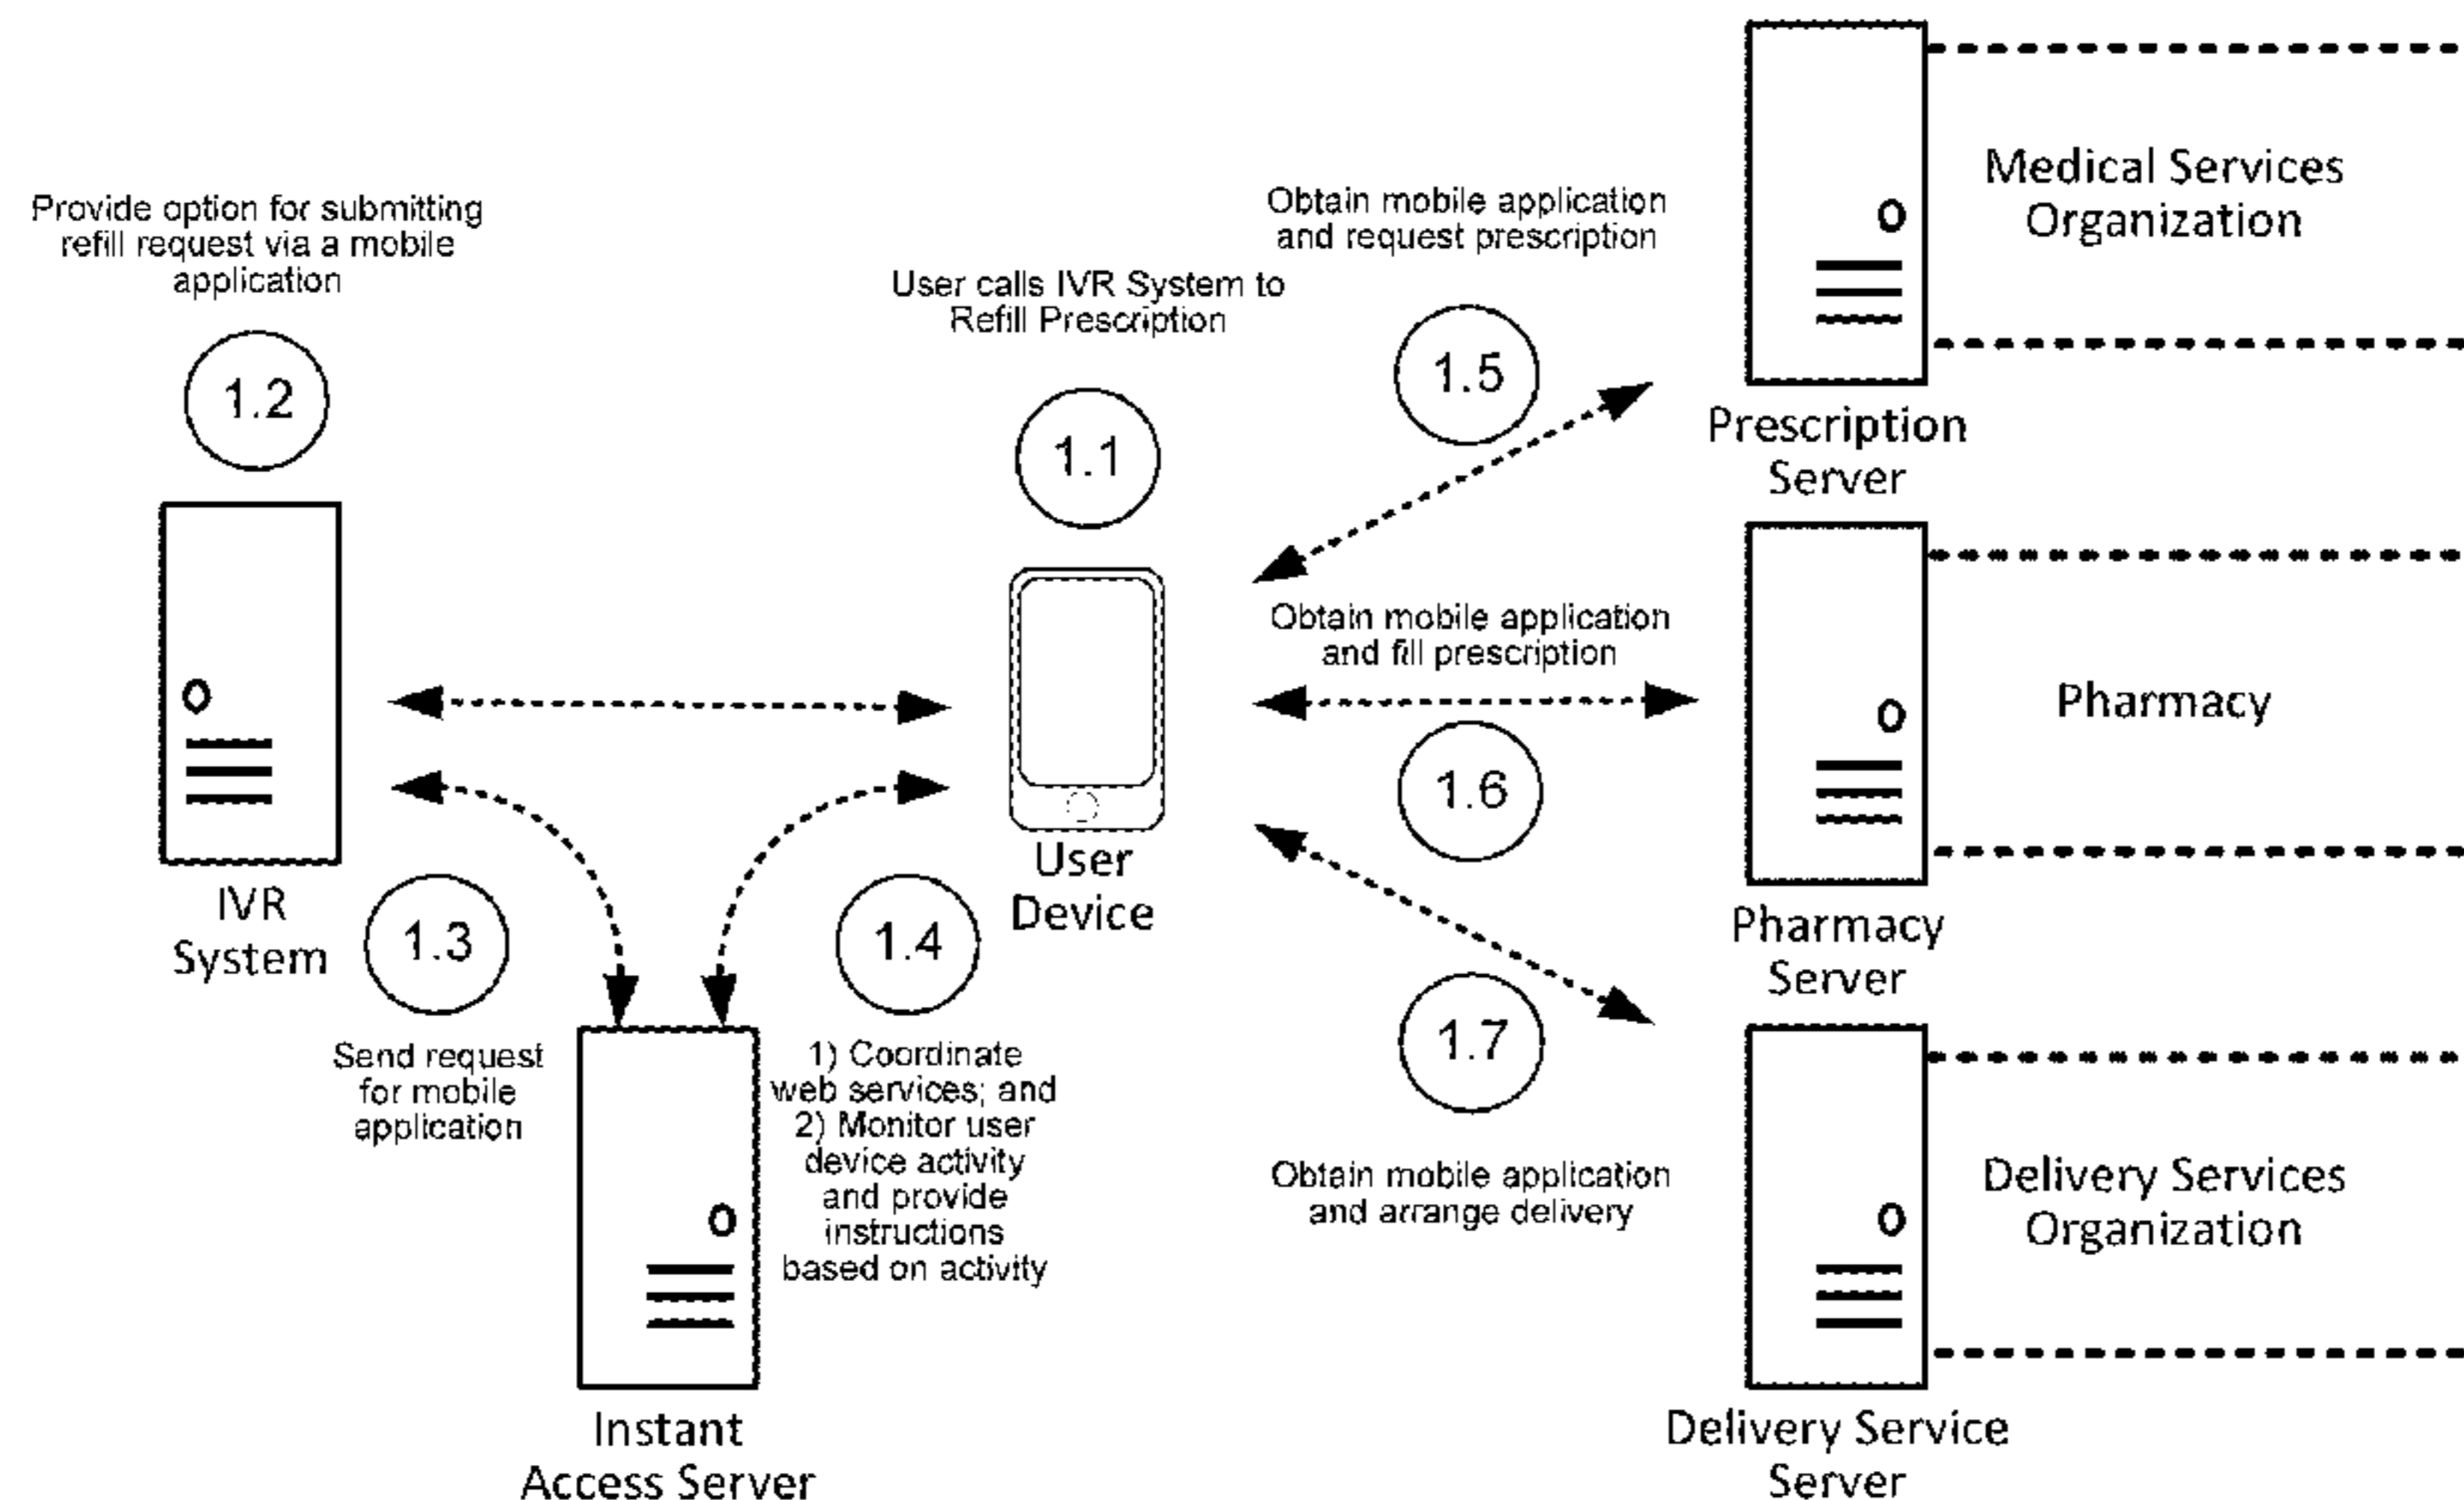 Provide option for submitting
refill request via a mobile
application
1.2
IVR
System
1.3
Send request
for mobile
application
Instant
Access Server
User calls IVR System to
Refill Prescription
1.1
User
Device
1.4
1) Coordinate
web services; and
2) Monitor user
device activity
and provide
instructions
based on activity
Obtain mobile application
and request prescription
1.5
Obtain mobile application
and fill prescription
1.6
1.7
Obtain mobile application
and arrange delivery
Medical Services
Organization
Prescription
Server
Pharmacy
Pharmacy
Server
Delivery Services
Organization
Delivery Service
Server